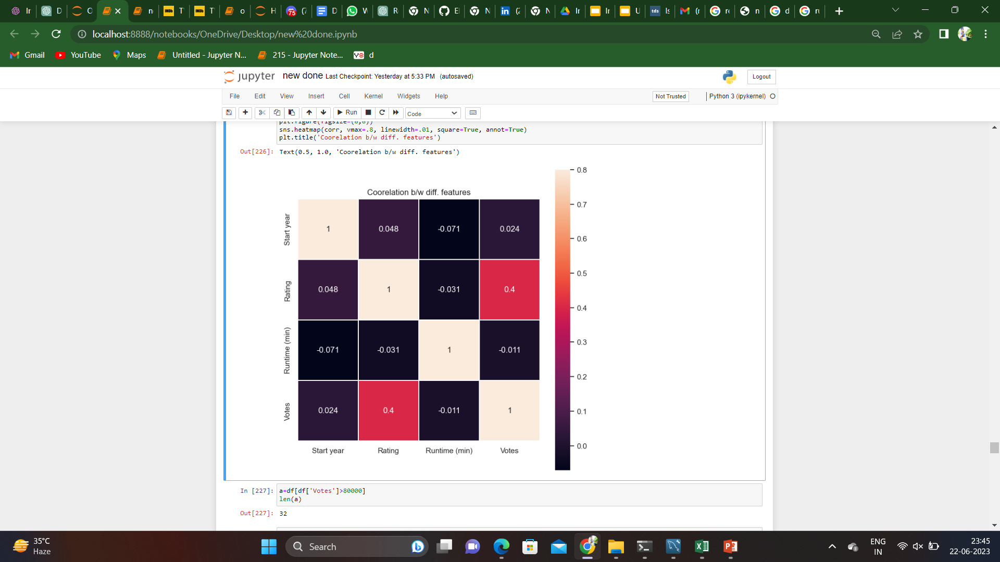 In
D
C
n
T
T
o
H
(7
D
W
R
N
E
N
(2
N
In
In
U
Is
(n
re
n
d
ru
localhost:8888/notebooks/OneDrive/Desktop/new%20done.ipynb
Gmail
YouTube
Maps
Untitled - Jupyter N...
215 - Jupyter Note...
d
jupyter new done Last Checkpoint: Yesterday at 5:33 PM (autosaved)
Logout
File Edit View Insert Cell Kernel Widgets Help
Not Trusted
Python 3 (ipykernel)
Run
Code
plt.figure(figsize=(8,8))
sns.heatmap(corr, vmax=.8, linewidth=.01, square=True, annot=True)
plt.title('Coorelation b/w diff. features')
Out[226]: Text(0.5, 1.0, 'Coorelation b/w diff. features')
Coorelation b/w diff. features
Start year
1 0.048 -0.071 0.024
Rating
0.048 1 -0.031 0.4
Runtime (min)
-0.071 -0.031 1 -0.011
Votes
0.024 0.4 -0.011 1
Start year Rating Runtime (min) Votes
0.8
0.7
0.6
0.5
0.4
0.3
0.2
0.1
0.0
In [227]: a=df[df['Votes']>80000]
len(a)
Out[227]: 32
35°C
Haze
Search
ENG
IN
23:45
22-06-2023